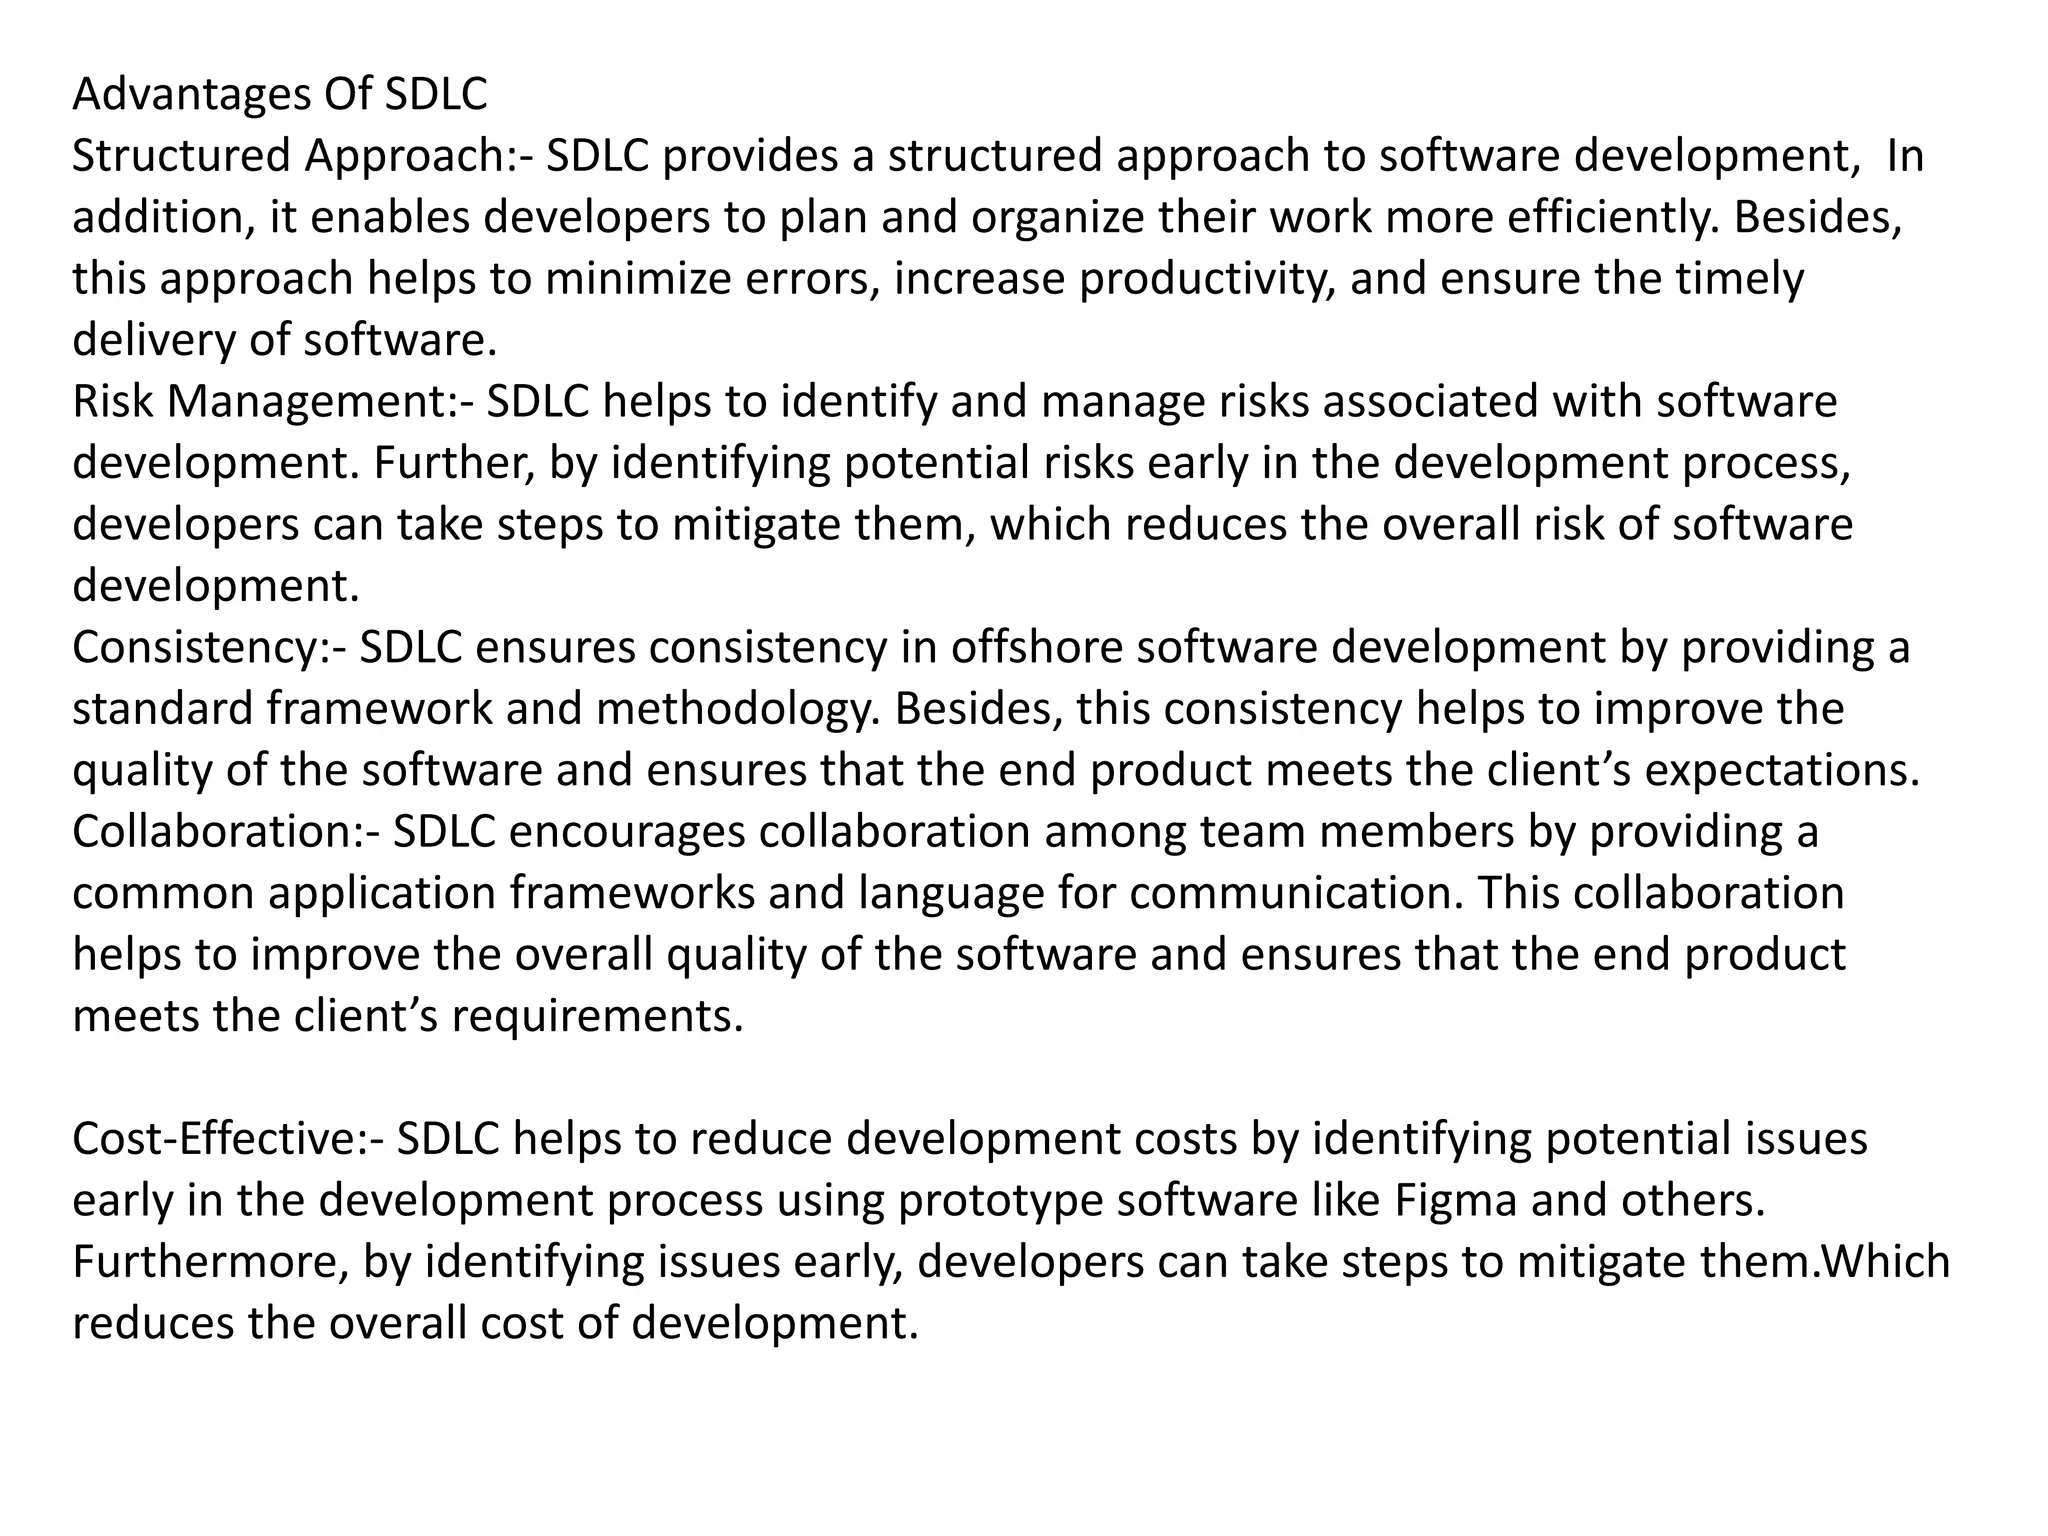 Advantages Of SDLC
Structured Approach:- SDLC provides a structured approach to software development,  In
addition, it enables developers to plan and organize their work more efficiently. Besides,
this approach helps to minimize errors, increase productivity, and ensure the timely
delivery of software.
Risk Management:- SDLC helps to identify and manage risks associated with software
development. Further, by identifying potential risks early in the development process,
developers can take steps to mitigate them, which reduces the overall risk of software
development.
Consistency:- SDLC ensures consistency in offshore software development by providing a
standard framework and methodology. Besides, this consistency helps to improve the
quality of the software and ensures that the end product meets the client’s expectations.
Collaboration:- SDLC encourages collaboration among team members by providing a
common application frameworks and language for communication. This collaboration
helps to improve the overall quality of the software and ensures that the end product
meets the client’s requirements.
Cost-Effective:- SDLC helps to reduce development costs by identifying potential issues
early in the development process using prototype software like Figma and others.
Furthermore, by identifying issues early, developers can take steps to mitigate them.Which
reduces the overall cost of development.